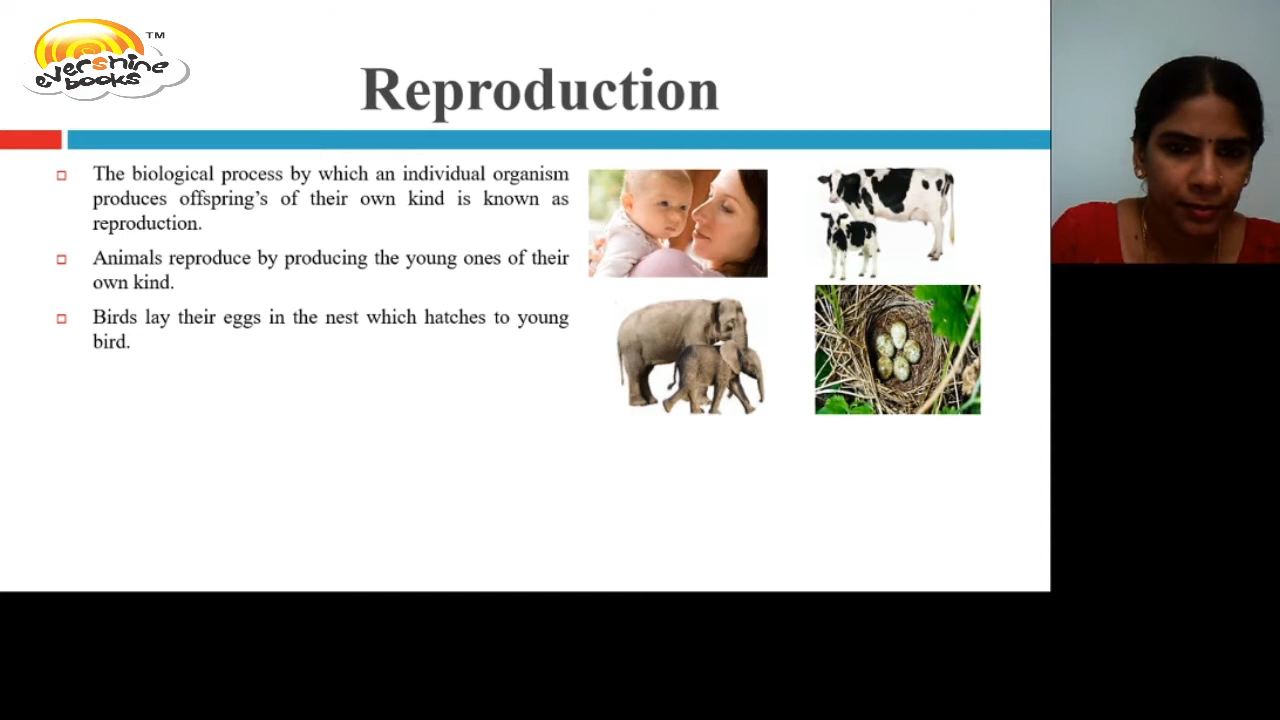 evershine
books
TM
Reproduction
The biological process by which an individual organism
produces offspring's of their own kind is known as
reproduction.
Animals reproduce by producing the young ones of their
own kind.
Birds lay their eggs in the nest which hatches to young
bird.